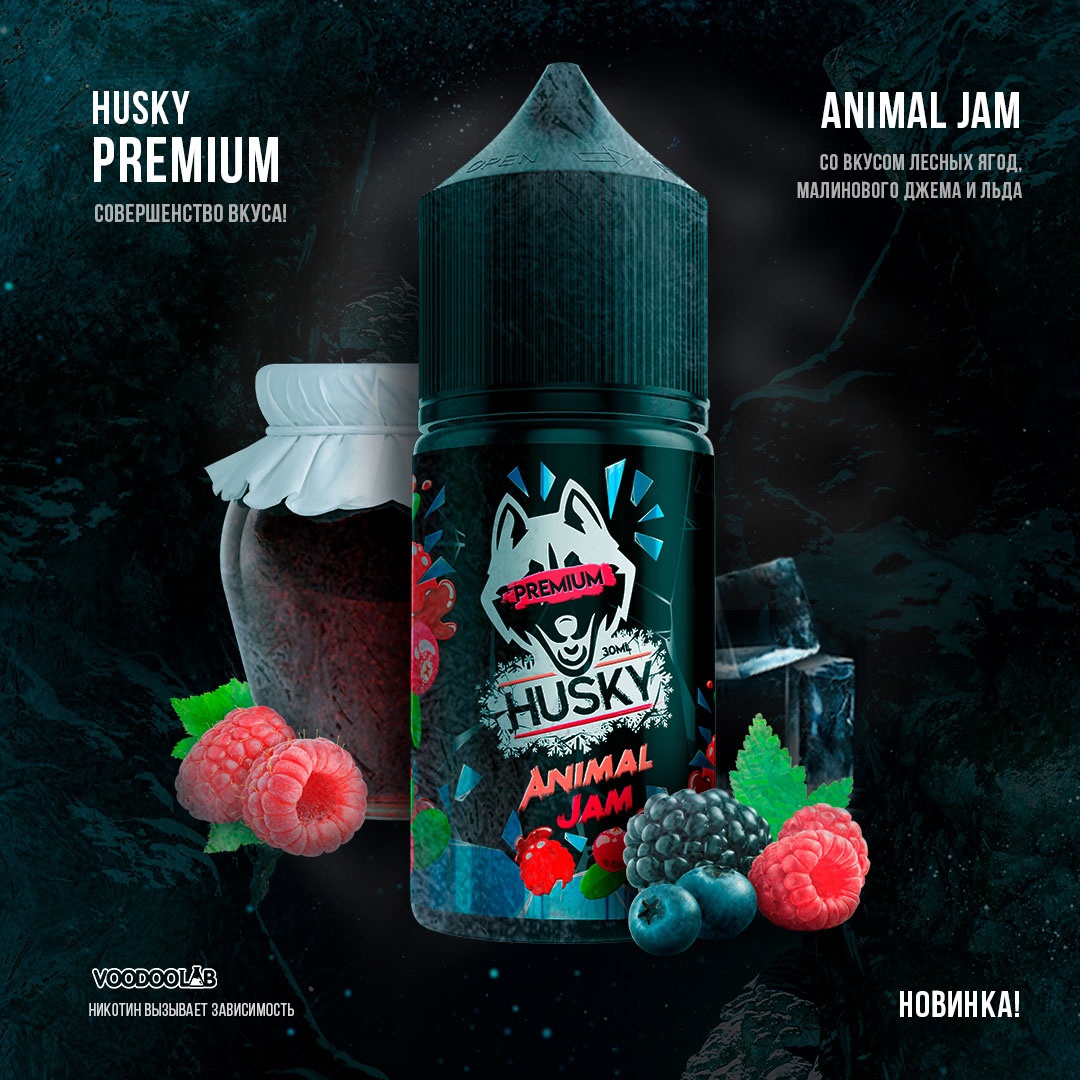 HUSKY
PREMIUM
СОВЕРШЕНСТВО ВКУСА!
ANIMAL JAM
СО ВКУСОМ ЛЕСНЫХ ЯГОД,
МАЛИНОВОГО ДЖЕМА И ЛЬДА
OPEN
PREMIUM
30ML
HUSKY
ANIMAL
JAM
VOODOOLAB
НИКОТИН ВЫЗЫВАЕТ ЗАВИСИМОСТЬ
НОВИНКА!